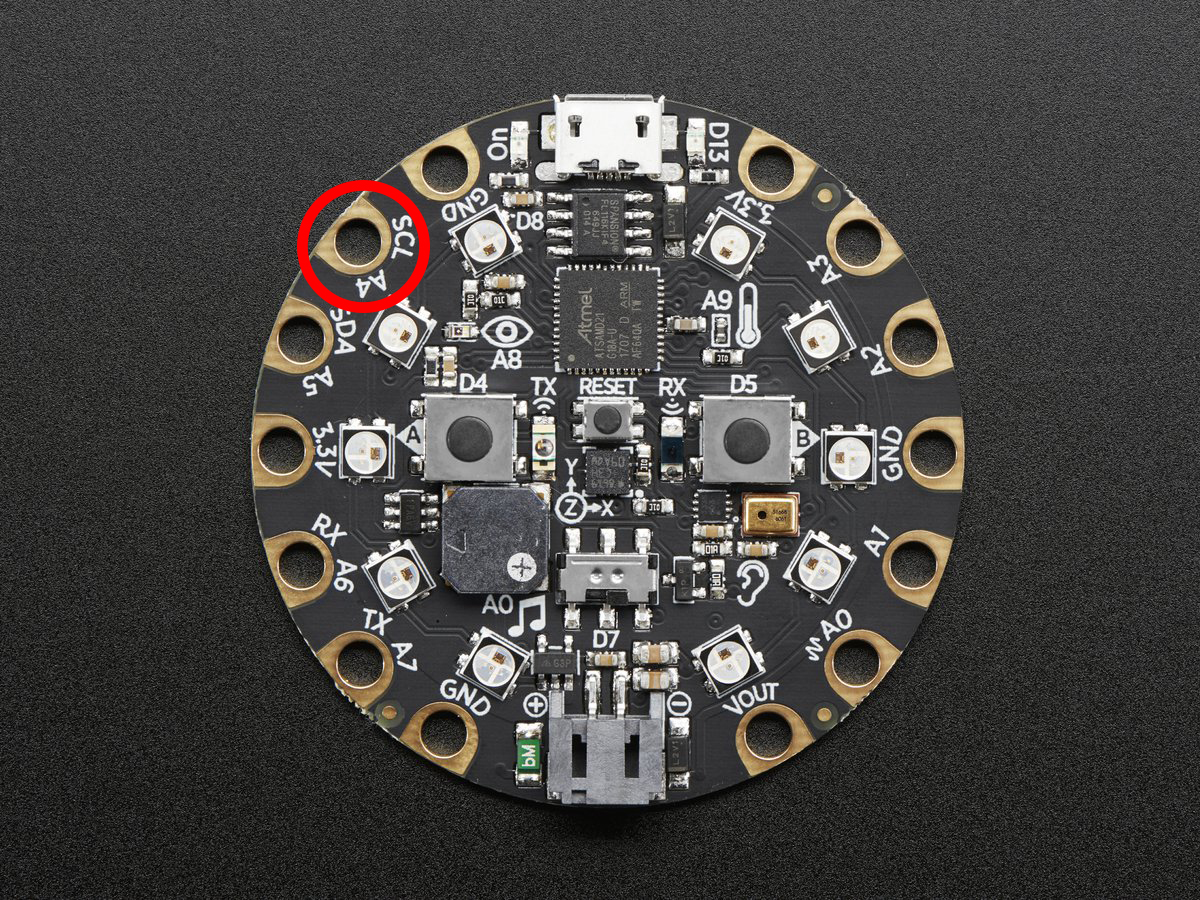 On
D13
GND
D8
SPANSION
3.3V
SCL
A4
A3
SDA
A5
A8
Atmel
ATSAMD21
G18A-U
1707 D ARM
A9
A2
D4
TX
RESET
RX
D5
3.3V
A
B
GND
Y
Z
X
RX
A6
A1
TX
A7
A0
D7
A0
GND
G3P
VOUT
+
-
bM